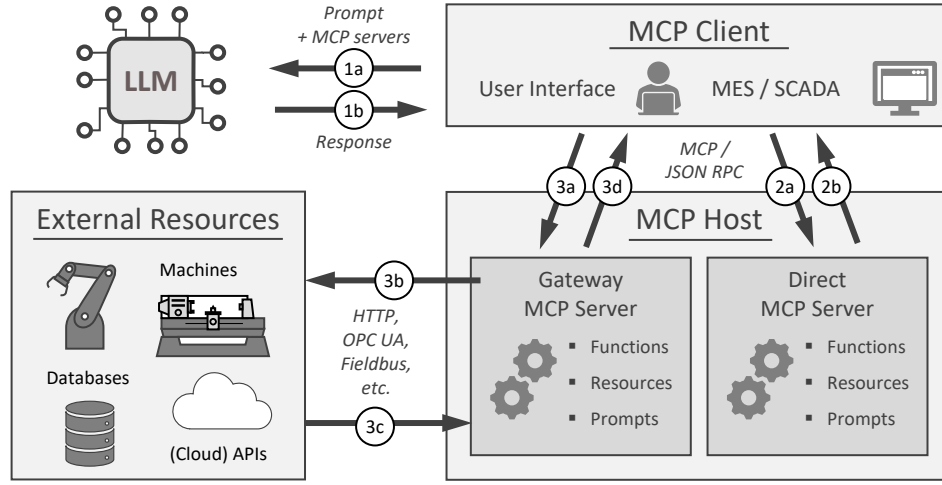 Prompt
+ MCP servers
LLM
1a
1b
Response
MCP Client
User Interface
MES / SCADA
MCP /
JSON RPC
3a
3d
2a
2b
External Resources
Machines
Databases
(Cloud) APIs
3b
HTTP,
OPC UA,
Fieldbus,
etc.
3c
MCP Host
Gateway
MCP Server
▪ Functions
▪ Resources
▪ Prompts
Direct
MCP Server
▪ Functions
▪ Resources
▪ Prompts